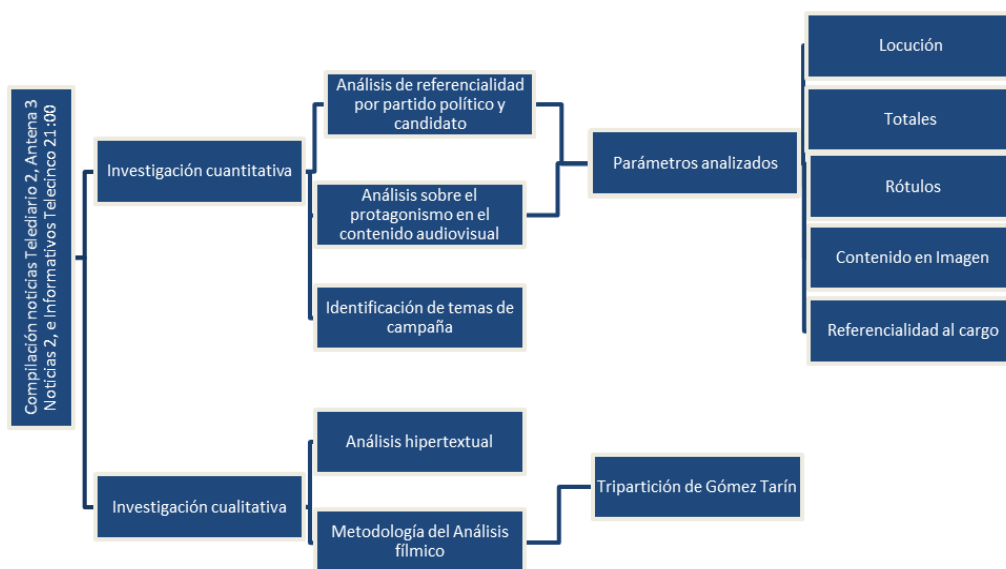 Compilación noticias Telediario 2, Antena 3
Noticias 2, e Informativos Telecinco 21:00
Investigación cuantitativa
Análisis de referencialidad
por partido político y
candidato
Análisis sobre el
protagonismo en el
contenido audiovisual
Identificación de temas de
campaña
Parámetros analizados
Locución
Totales
Rótulos
Contenido en Imagen
Referencialidad al cargo
Investigación cualitativa
Análisis hipertextual
Metodología del Análisis
fílmico
Tripartición de Gómez Tarín